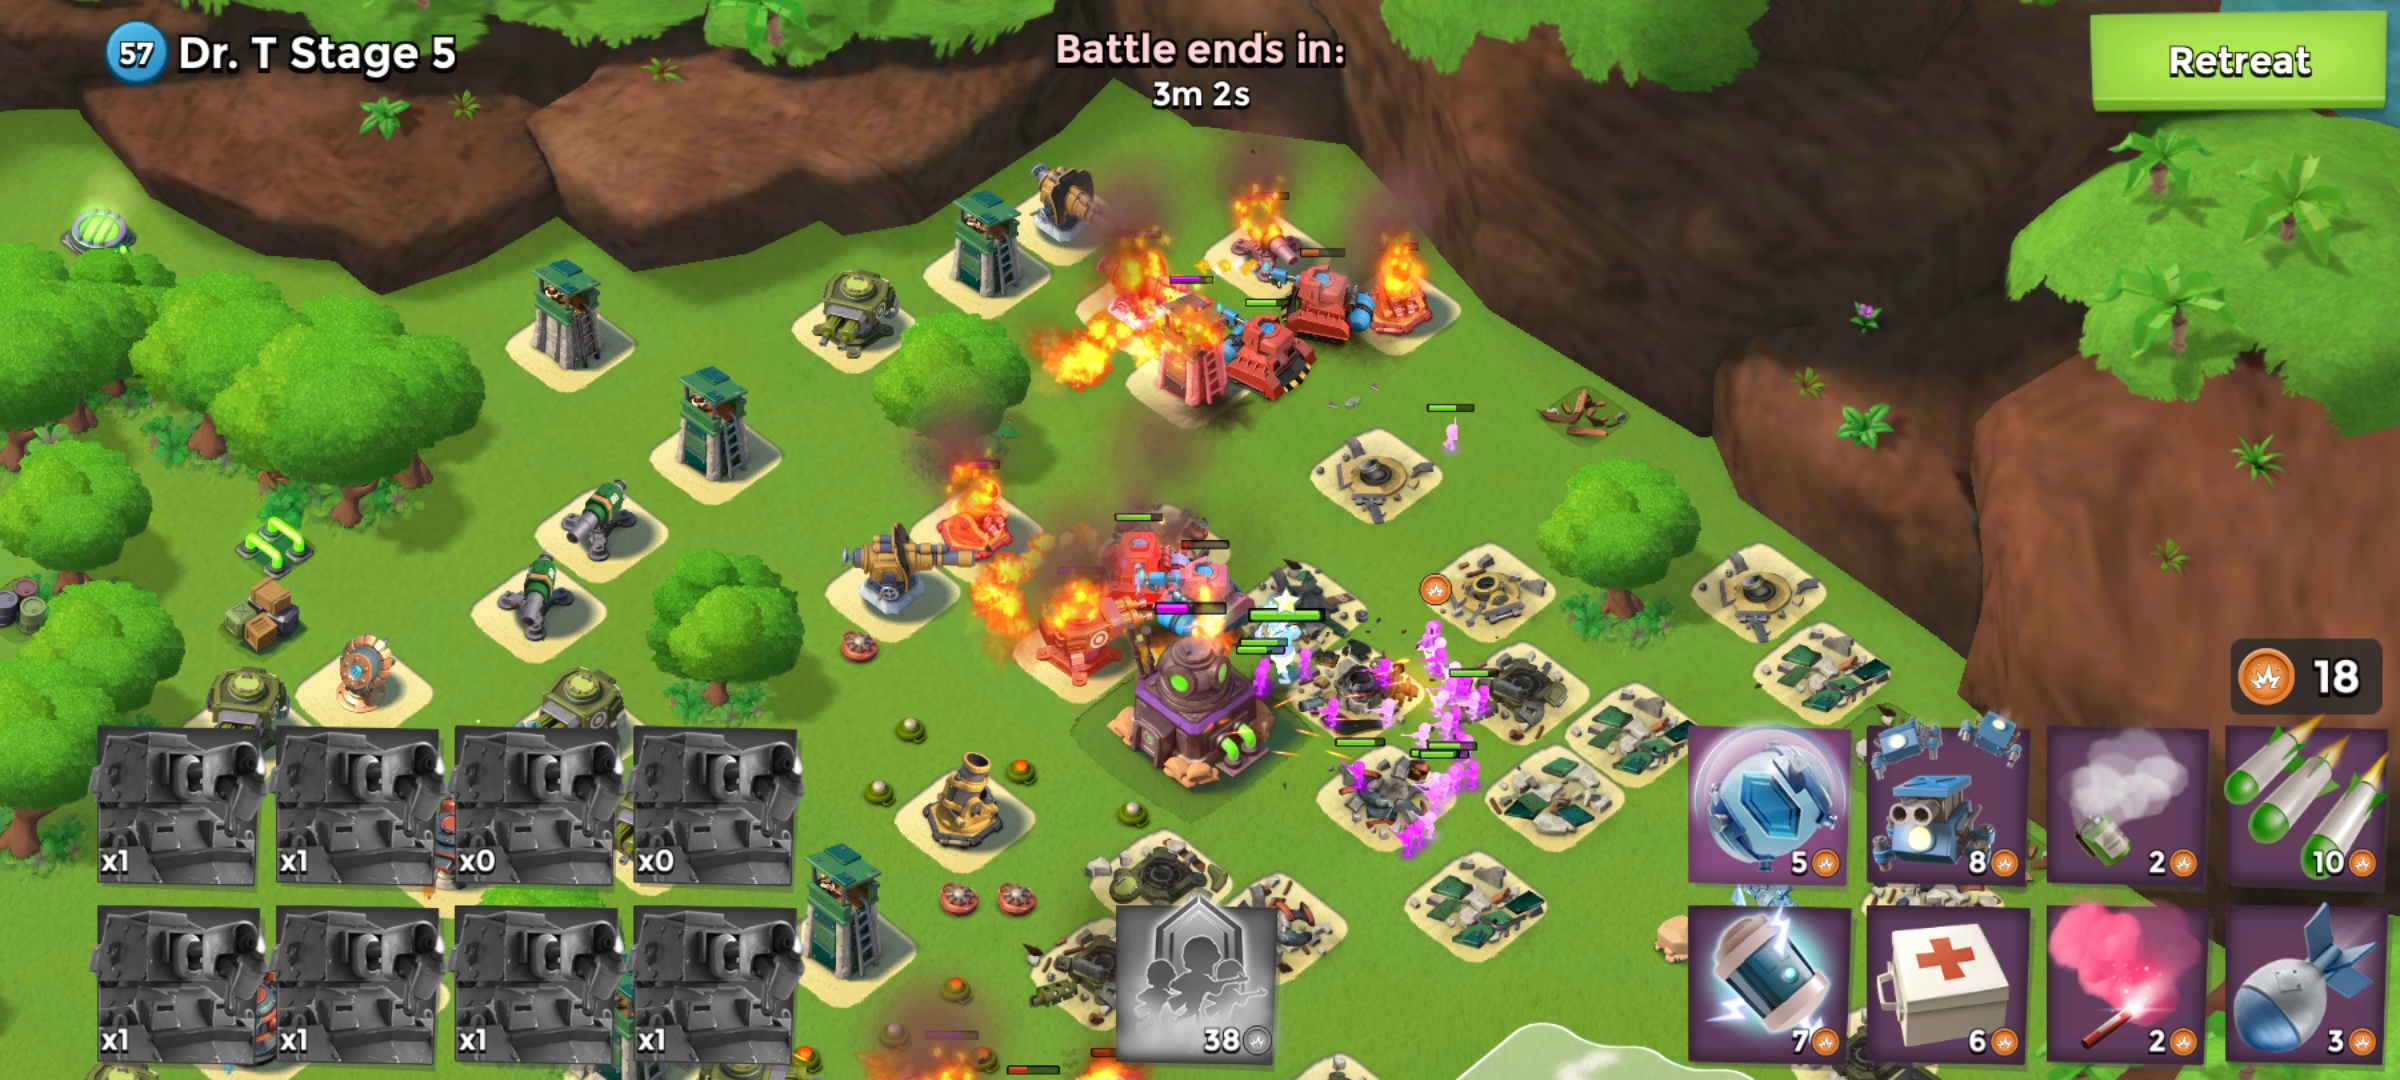 57 Dr. T Stage 5
Battle ends in:
3m 2s
Retreat
18
x1 x1 x0 x0
5 8 2 10
x1 x1 x1 x1
38
7 6 2 3